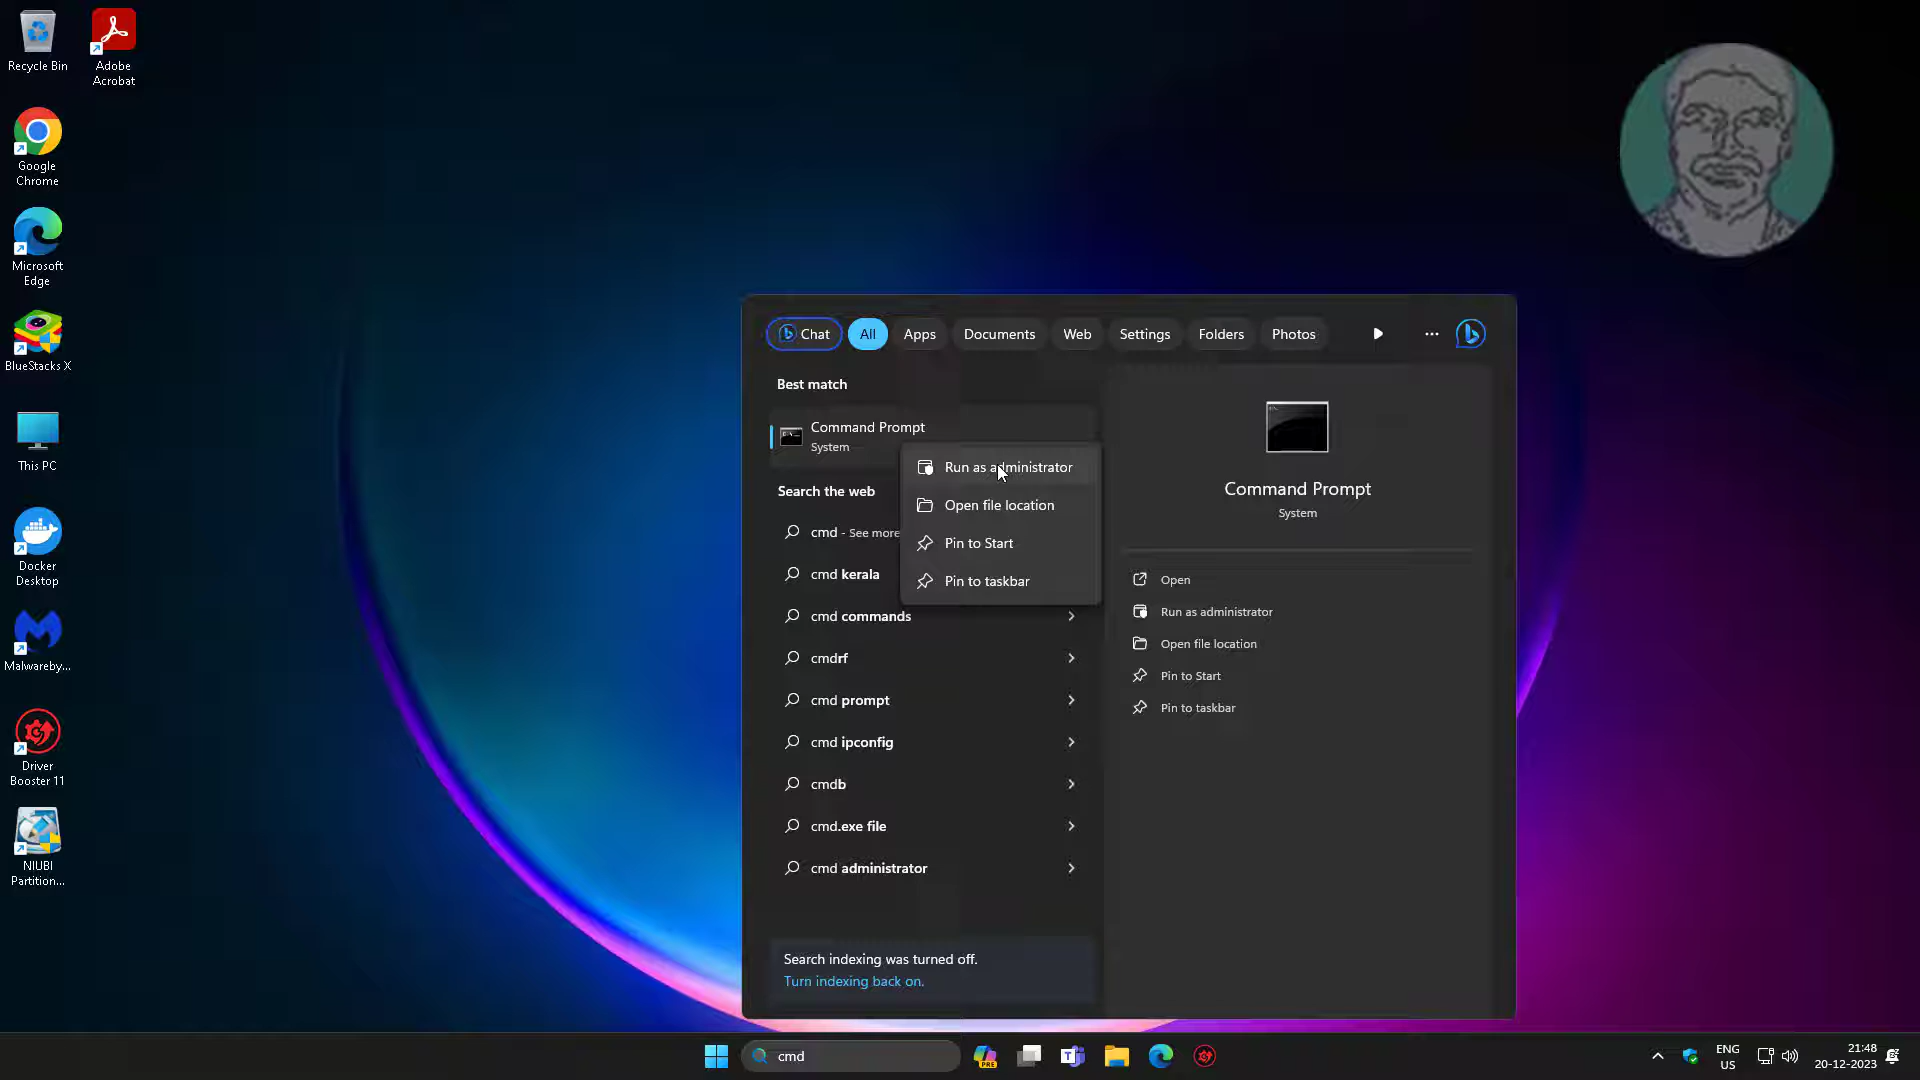 Recycle Bin
Adobe
Acrobat
Google
Chrome
Microsoft
Edge
BlueStacks X
This PC
Docker
Desktop
Malwareby...
Driver
Booster 11
NIUBI
Partition...
Chat
All
Apps
Documents
Web
Settings
Folders
Photos
Best match
Command Prompt
System
Run as administrator
Open file location
Pin to Start
Pin to taskbar
Search the web
cmd - See more
cmd kerala
cmd commands
cmdrf
cmd prompt
cmd ipconfig
cmdb
cmd.exe file
cmd administrator
Search indexing was turned off.
Turn indexing back on.
Command Prompt
System
Open
Run as administrator
Open file location
Pin to Start
Pin to taskbar
cmd
PRE
ENG
US
21:48
20-12-2023